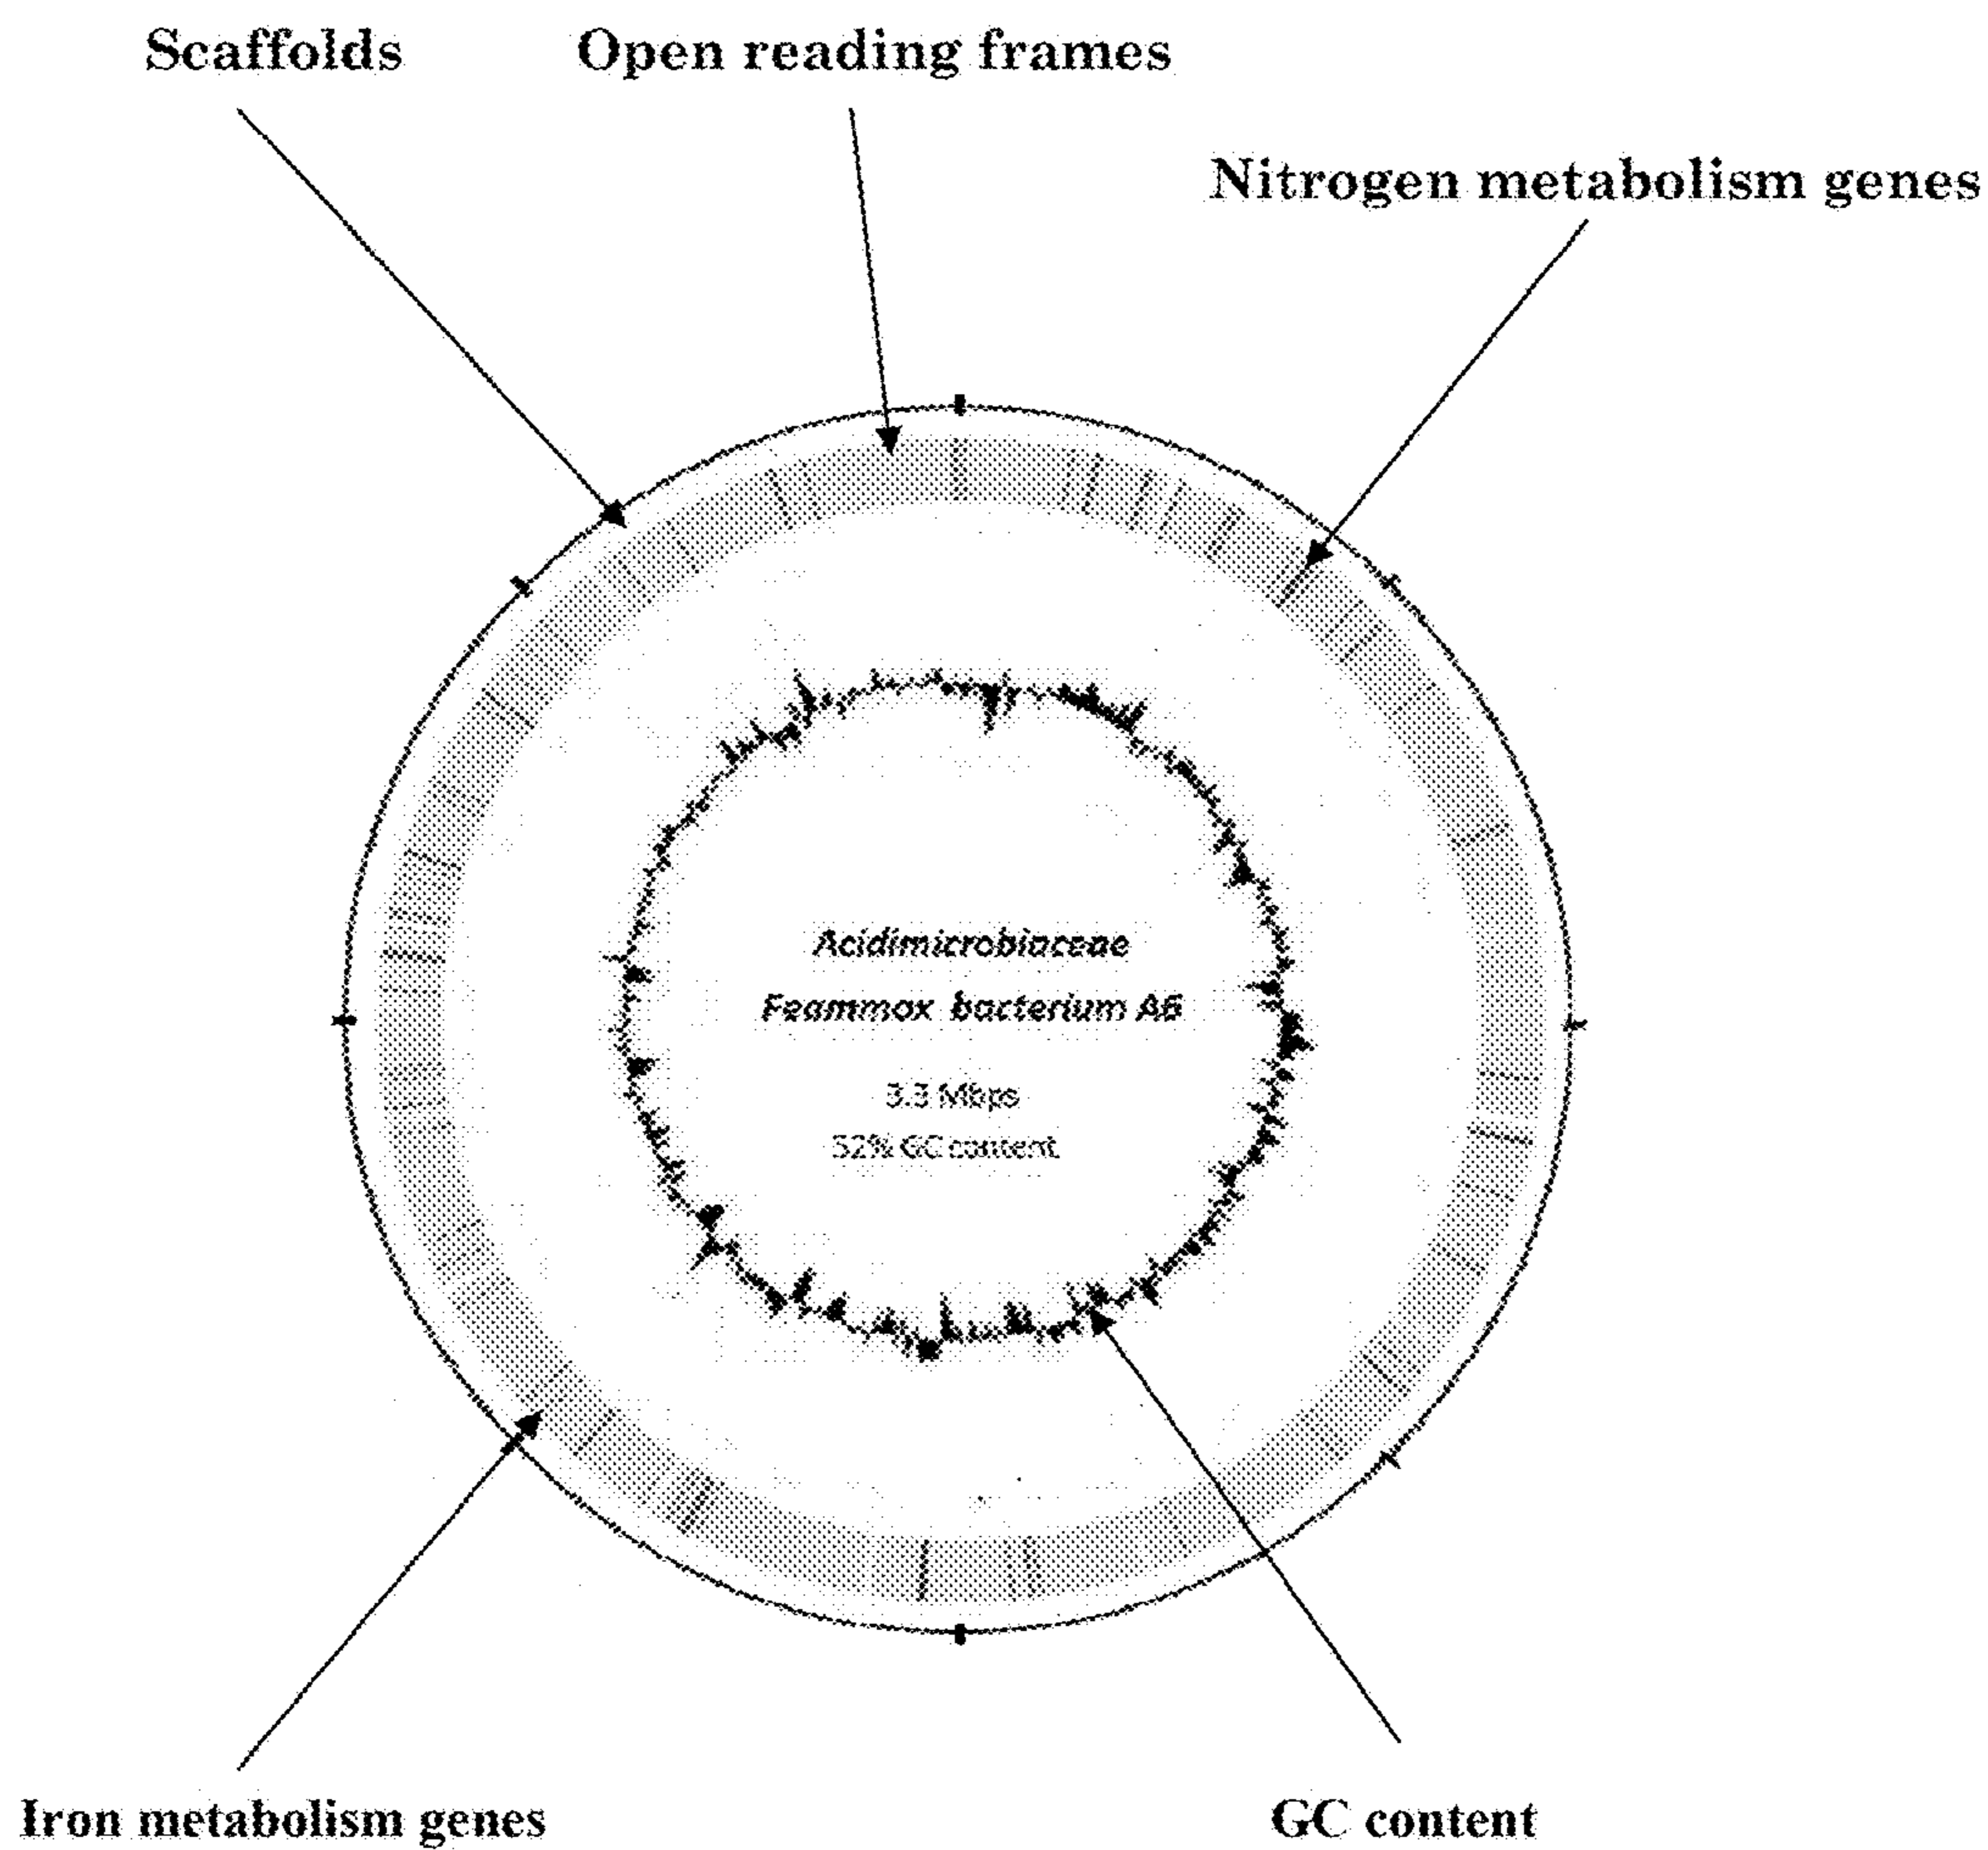 Scaffolds
Open reading frames
Nitrogen metabolism genes
Acidimicrobiaceae
Feammox bacterium A6
3.3 Mbps
52% GC content
Iron metabolism genes
GC content